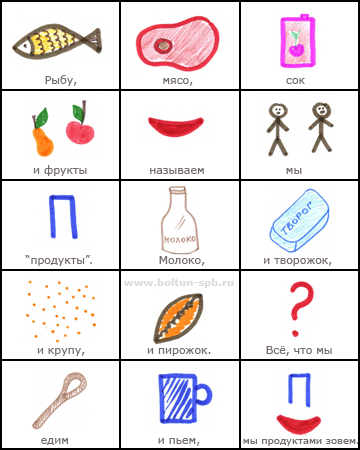 Рыбу, мясо, сок
и фрукты называем мы
П
МОЛОКО
ТВОРОГ
"продукты". Молоко, и творожок,
www.boltun-spb.ru
и крупу, и пирожок. Всё, что мы
?
П
едим и пьем, мы продуктами зовем.